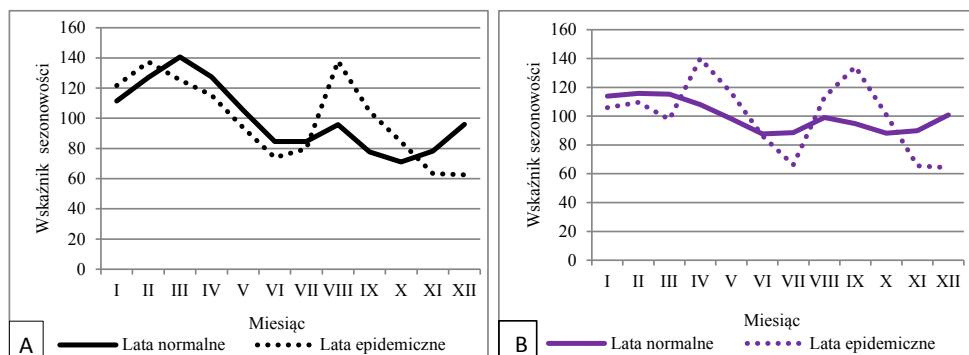 Wskaźnik sezonowości
160
140
120
100
80
60
40
20
0
I II III IV V VI VII VIII IX X XI XII
Miesiąc
A
Lata normalne Lata epidemiczne
Wskaźnik sezonowości
160
140
120
100
80
60
40
20
0
I II III IV V VI VII VIII IX X XI XII
Miesiąc
B
Lata normalne Lata epidemiczne